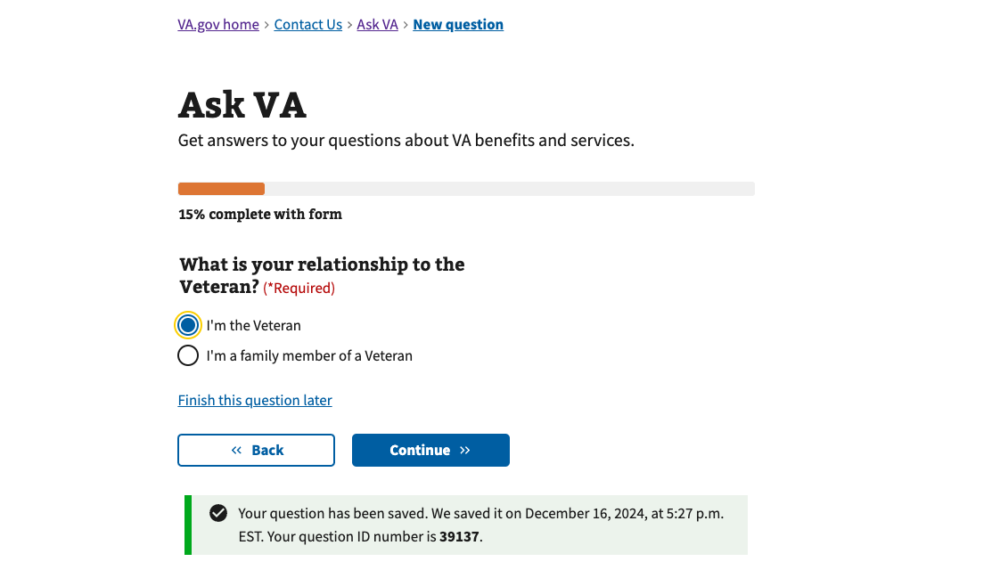 VA.gov home › Contact Us › Ask VA › New question
Ask VA
Get answers to your questions about VA benefits and services.
15% complete with form
What is your relationship to the
Veteran? (*Required)
I'm the Veteran
I'm a family member of a Veteran
Finish this question later
« Back
Continue »
Your question has been saved. We saved it on December 16, 2024, at 5:27 p.m.
EST. Your question ID number is 39137.